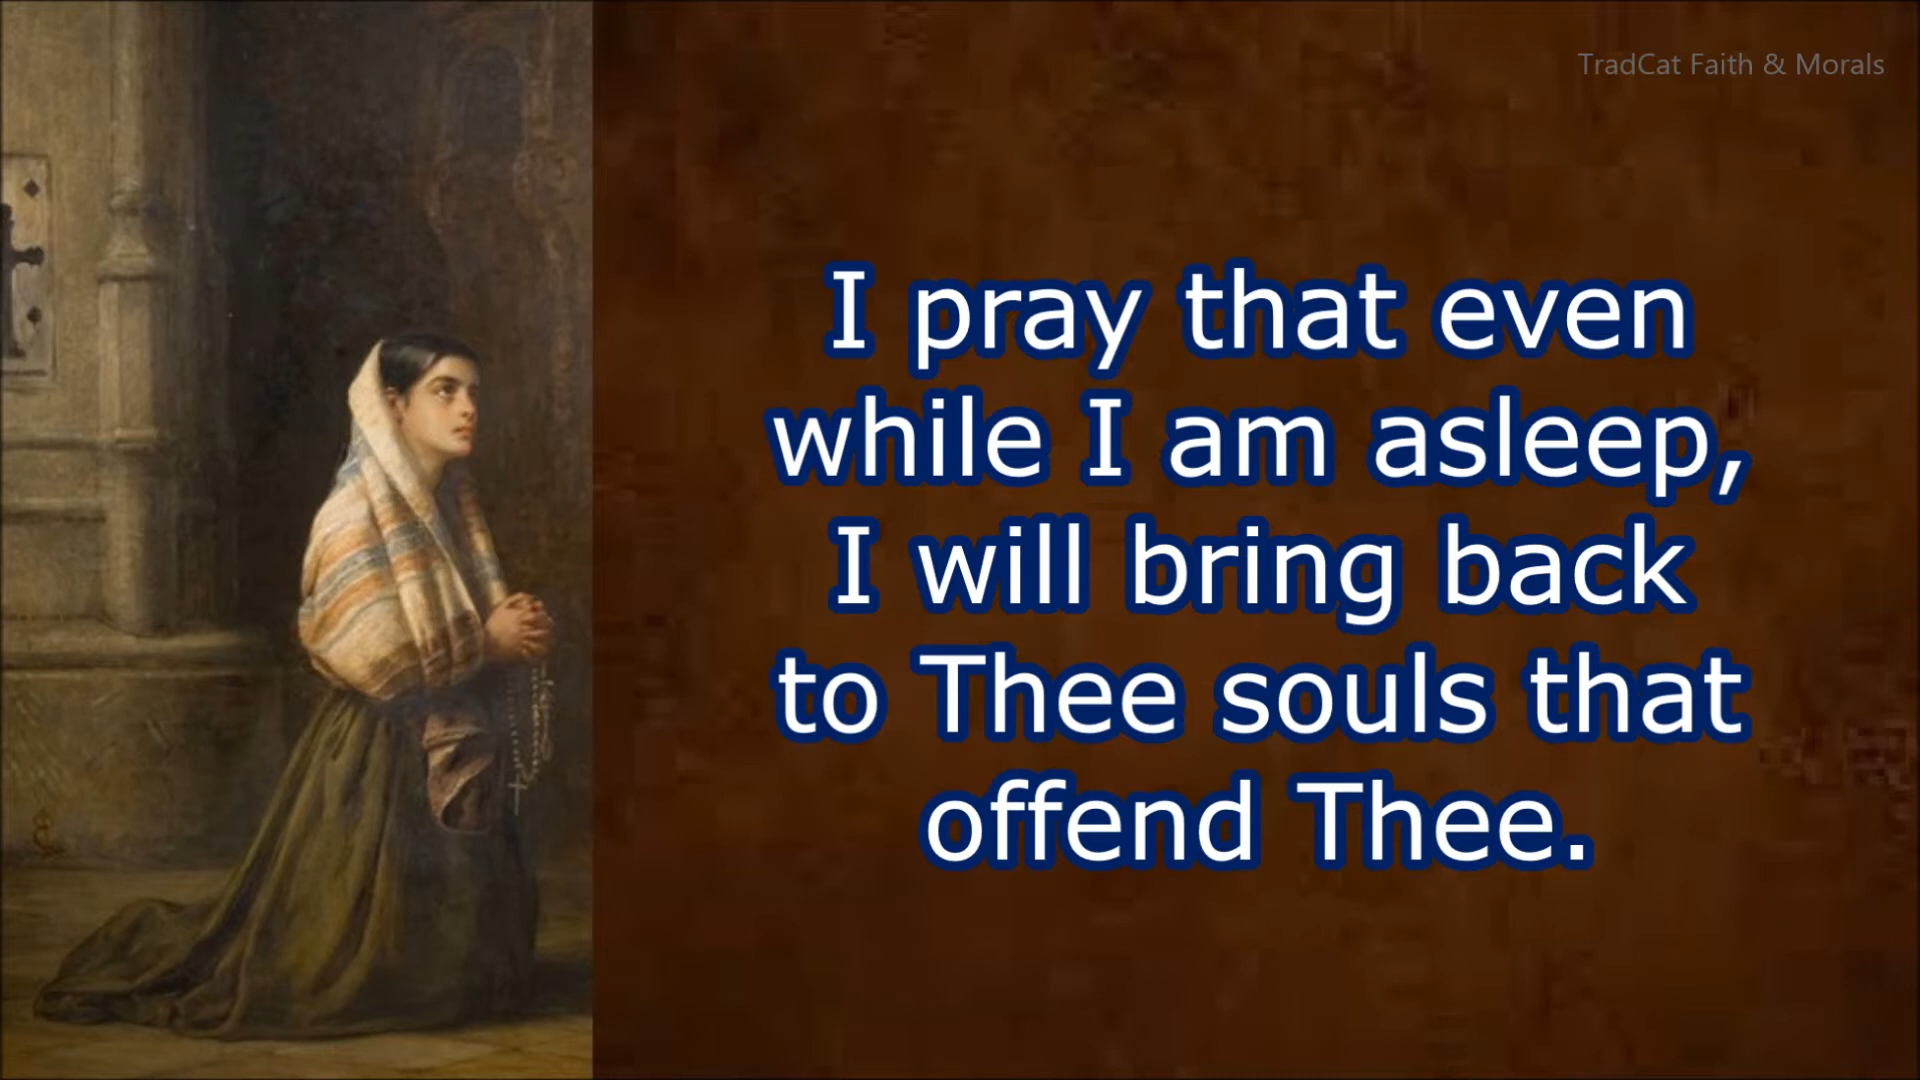 TradCat Faith & Morals
I pray that even
while I am asleep,
I will bring back
to Thee souls that
offend Thee.